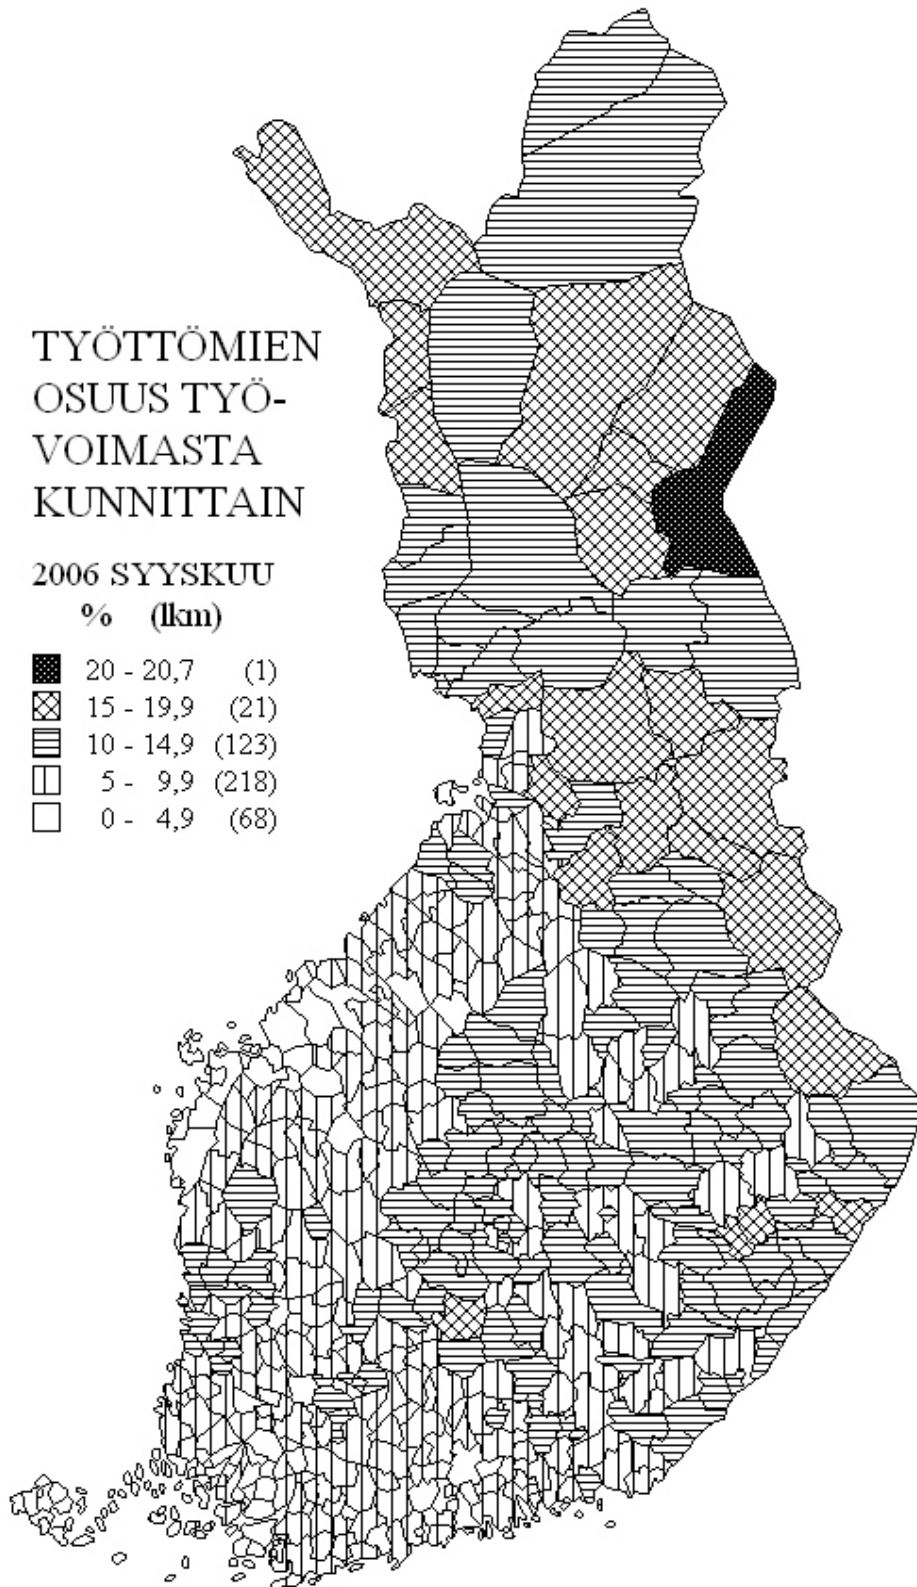 TYÖTTÖMIEN
OSUUS TYÖ-
VOIMASTA
KUNNITTAIN
2006 SYYSKUU
% (lkm)
20 - 20,7 (1)
15 - 19,9 (21)
10 - 14,9 (123)
5 - 9,9 (218)
0 - 4,9 (68)